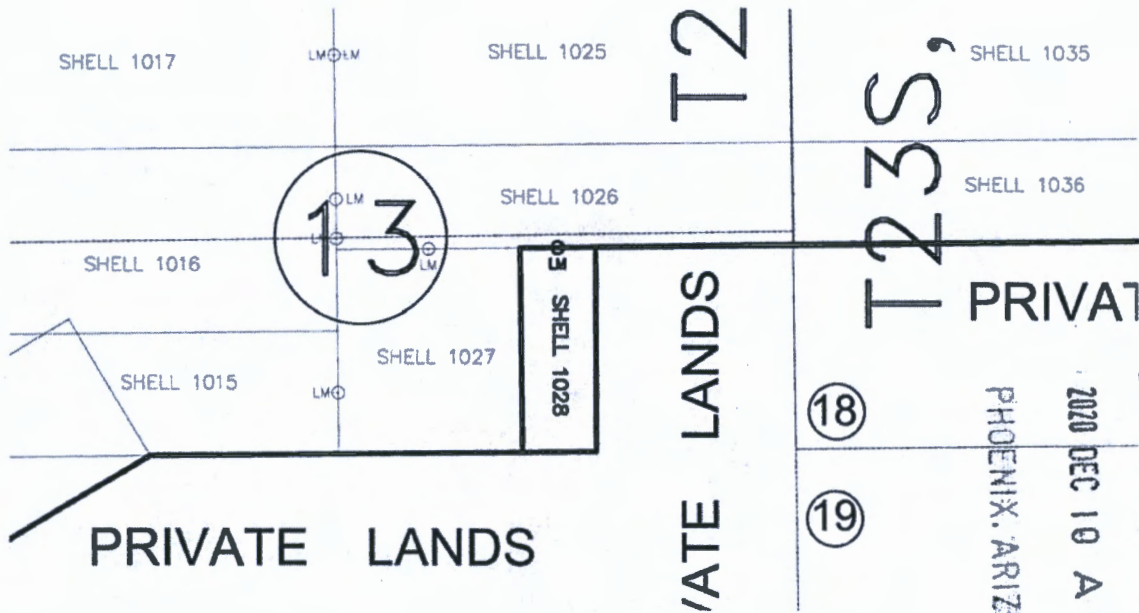 SHELL 1017
LM LM
SHELL 1025
T2
T23S,
SHELL 1035
13
LM
SHELL 1026
SHELL 1036
SHELL 1016
LM
LM
SHELL 1028
SHELL 1027
SHELL 1015
LM
VATE LANDS
PRIVAT
18
19
PRIVATE LANDS
2020 DEC 10 A
PHOENIX, ARIZ